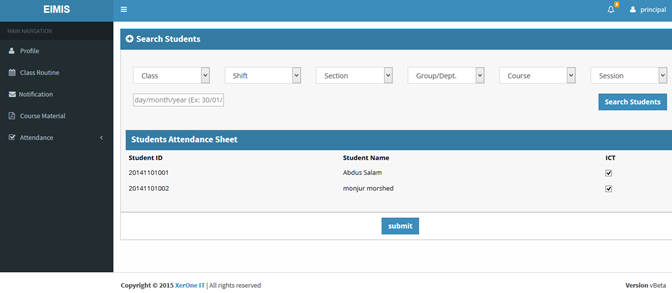 EIMIS
4
principal
MAIN NAVIGATION
Profile
Class Routine
Notification
Course Material
Attendance
Search Students
Class Shift Section Group/Dept. Course Session
day/month/year (Ex: 30/01/
Search Students
Students Attendance Sheet
Student ID Student Name ICT
20141101001 Abdus Salam
20141101002 monjur morshed
submit
Copyright © 2015 XerOne IT | All rights reserved
Version vBeta